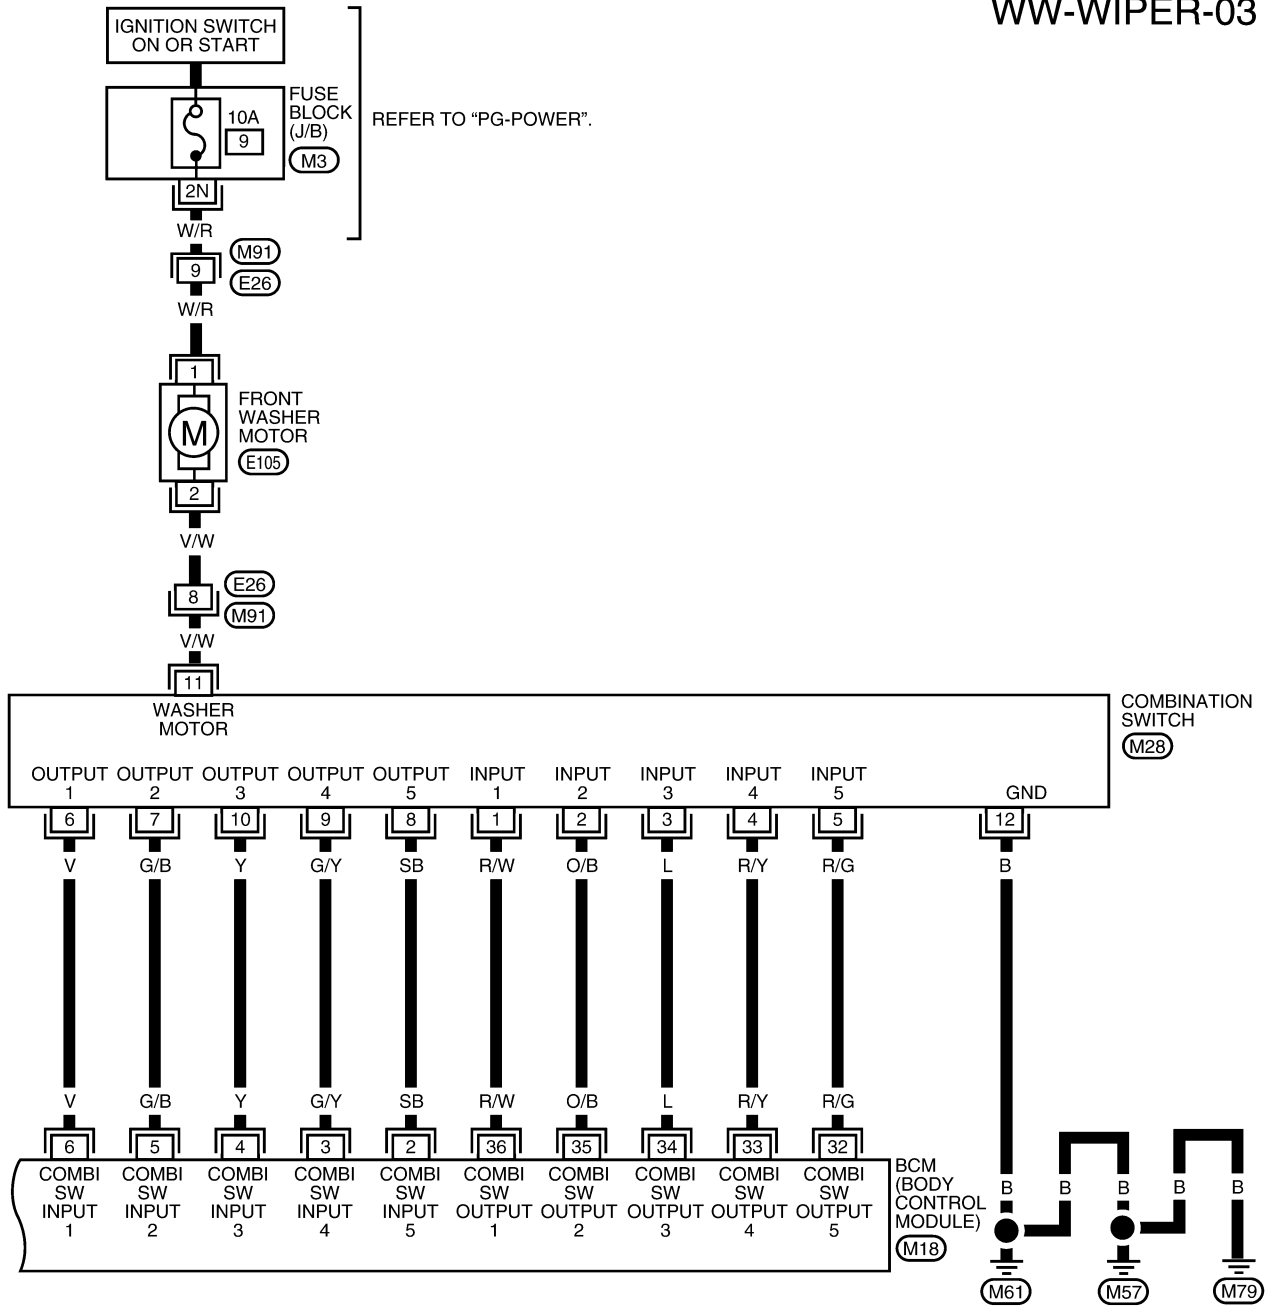 WW-WIPER-03
IGNITION SWITCH
ON OR START
FUSE
BLOCK
(J/B)
M3
10A
9
REFER TO “PG-POWER”.
2N
W/R
M91
9
E26
W/R
1
FRONT
WASHER
MOTOR
M
E105
2
V/W
E26
8
M91
V/W
11
WASHER
MOTOR
COMBINATION
SWITCH
M28
OUTPUT OUTPUT OUTPUT OUTPUT OUTPUT INPUT INPUT INPUT INPUT INPUT
1 2 3 4 5 1 2 3 4 5 GND
6 7 10 9 8 1 2 3 4 5 12
V G/B Y G/Y SB R/W O/B L R/Y R/G B
V G/B Y G/Y SB R/W O/B L R/Y R/G
6 5 4 3 2 36 35 34 33 32
COMBI COMBI COMBI COMBI COMBI COMBI COMBI COMBI COMBI COMBI
SW SW SW SW SW SW SW SW SW SW
INPUT INPUT INPUT INPUT INPUT OUTPUT OUTPUT OUTPUT OUTPUT OUTPUT
1 2 3 4 5 1 2 3 4 5
BCM
(BODY
CONTROL
MODULE)
M18
B B B B B
M61 M57 M79